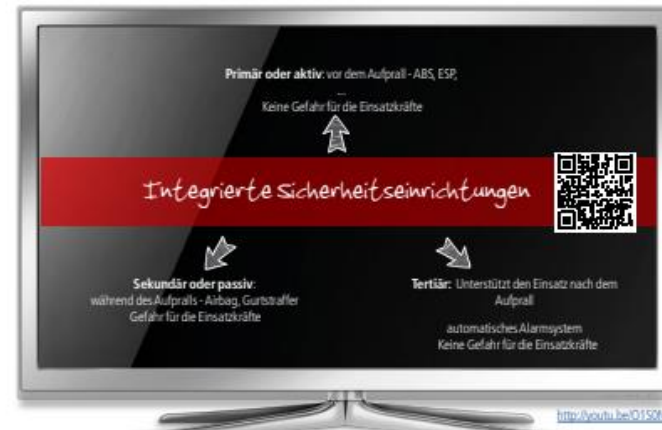 Primär oder aktiv: vor dem Aufprall - ABS, ESP,
...
Keine Gefahr für die Einsatzkräfte
Integrierte Sicherheitseinrichtungen
Sekundär oder passiv:
während des Aufpralls - Airbag, Gurtstraffer
Gefahr für die Einsatzkräfte
Tertiär: Unterstützt den Einsatz nach dem
Aufprall
automatisches Alarmsystem
Keine Gefahr für die Einsatzkräfte